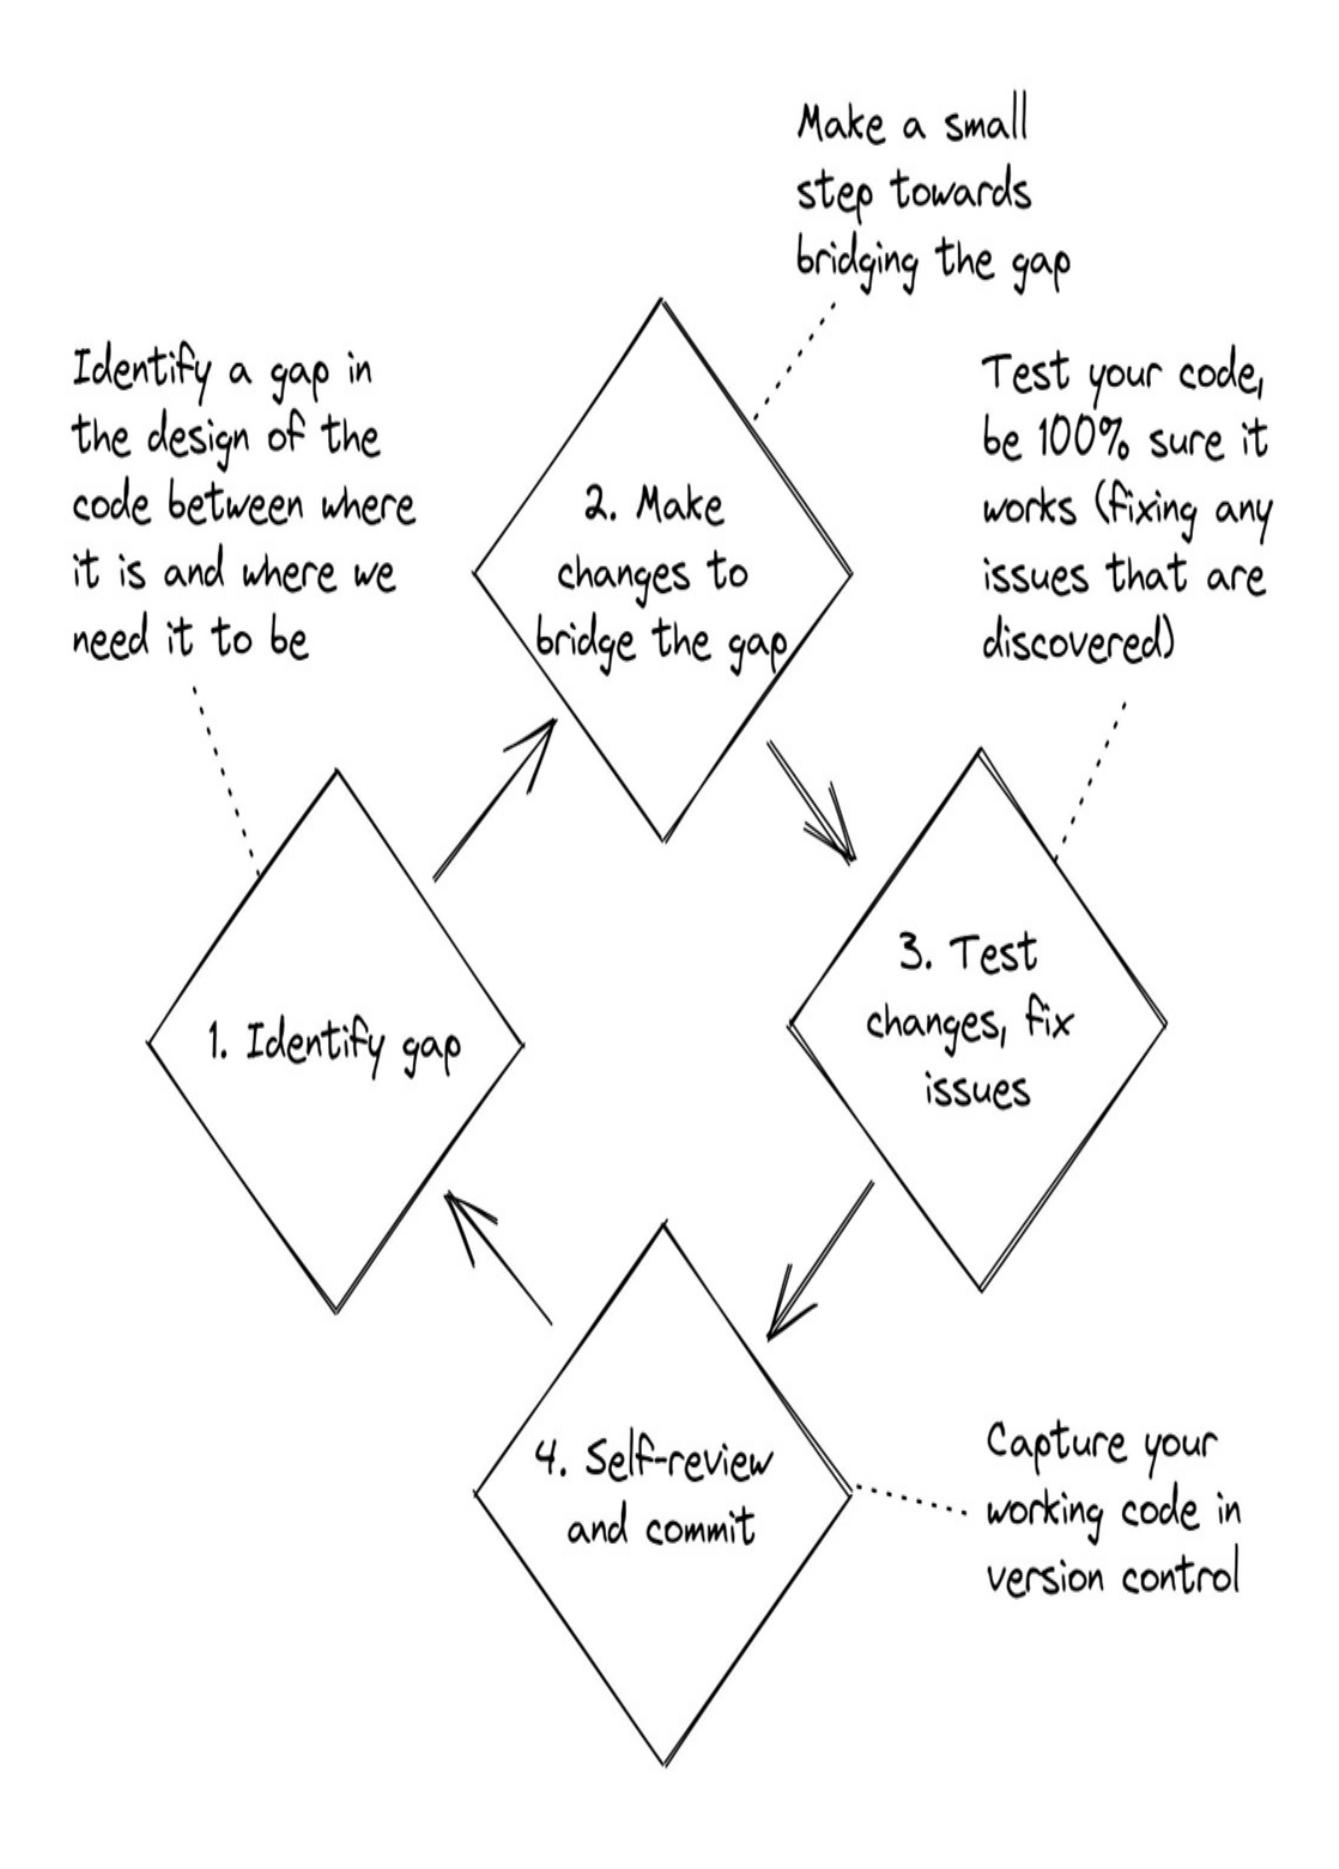 Make a small
step towards
bridging the gap
Identify a gap in
the design of the
code between where
it is and where we
need it to be
Test your code,
be 100% sure it
works (fixing any
issues that are
discovered)
2. Make
changes to
bridge the gap
1. Identify gap
3. Test
changes, fix
issues
4. Self-review
and commit
Capture your
working code in
version control